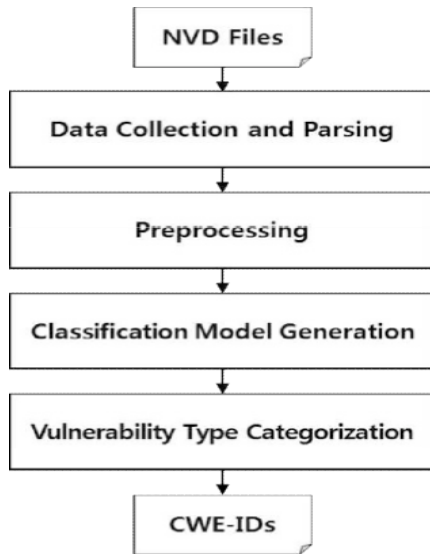 NVD Files
Data Collection and Parsing
Preprocessing
Classification Model Generation
Vulnerability Type Categorization
CWE-IDs